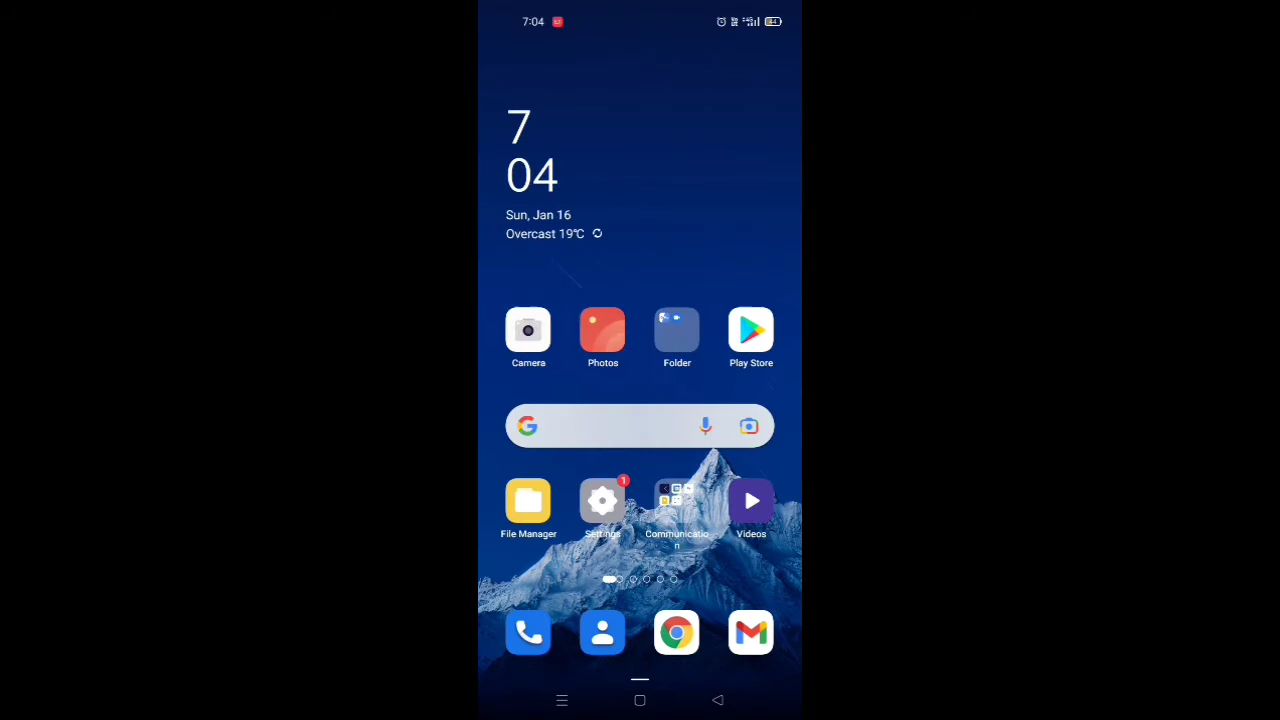 7:04
7
04
Sun, Jan 16
Overcast 19°C
Camera
Photos
Folder
Play Store
1
File Manager
Settings
Communicatio
n
Videos